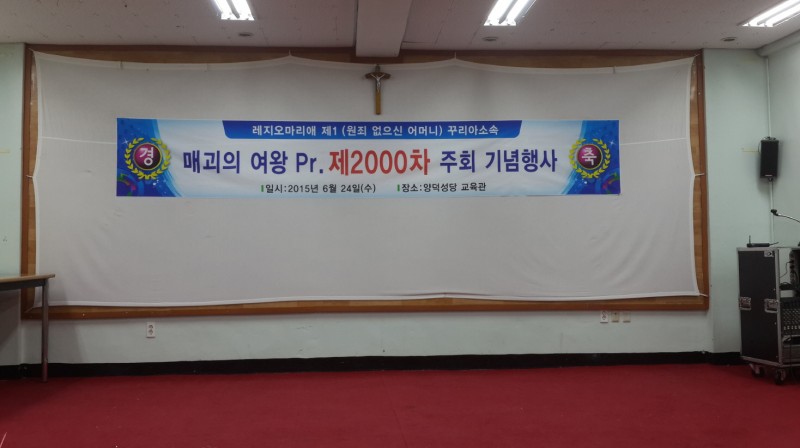 레지오마리애 제1 (원죄 없으신 어머니) 꾸리아소속
경 매괴의 여왕 Pr. 제2000차 주회 기념행사 축
일시:2015년 6월 24일(수) 장소:양덕성당 교육관